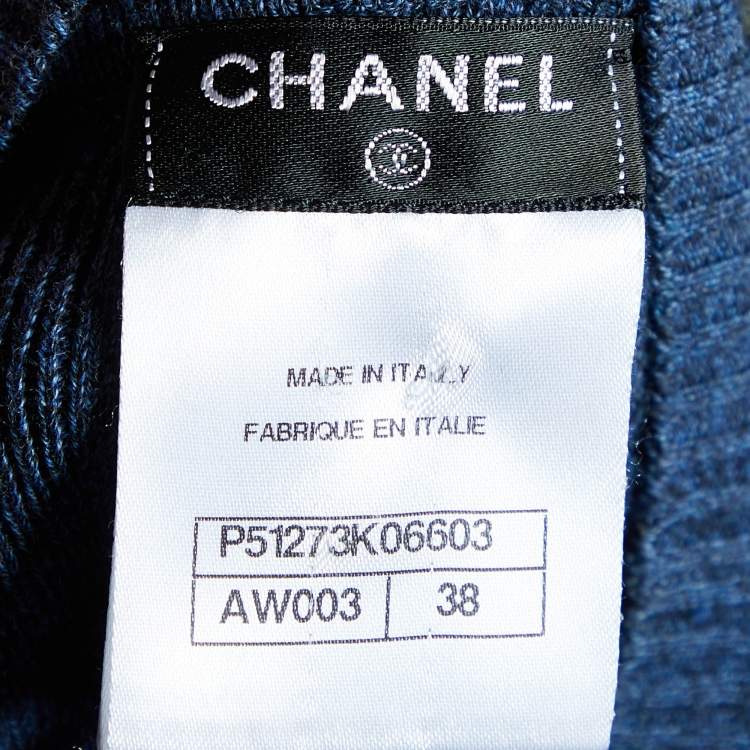 CHANEL
MADE IN ITALY
FABRIQUE EN ITALIE
P51273K06603
AW003 38